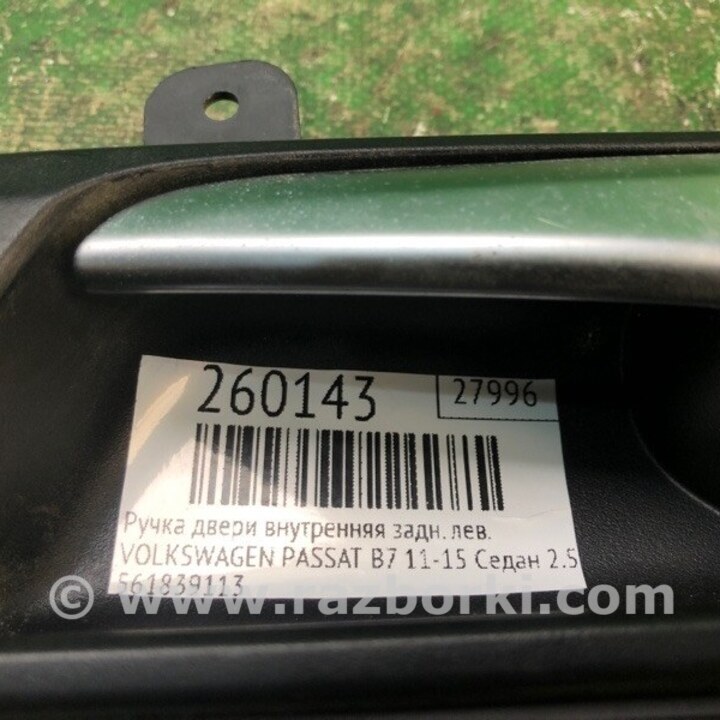 260143
27996
Ручка двери внутренняя задн. лев.
VOLKSWAGEN PASSAT B7 11-15 Седан 2.5
561839113
© www.razborki.com